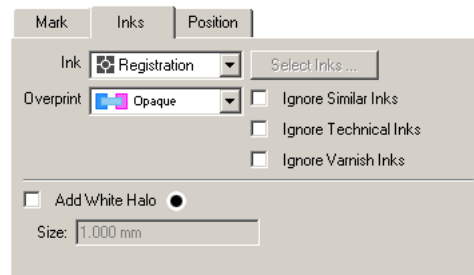 Mark Inks Position
Ink Registration Select Inks ...
Overprint Opaque Ignore Similar Inks
Ignore Technical Inks
Ignore Varnish Inks
Add White Halo
Size: 1.000 mm